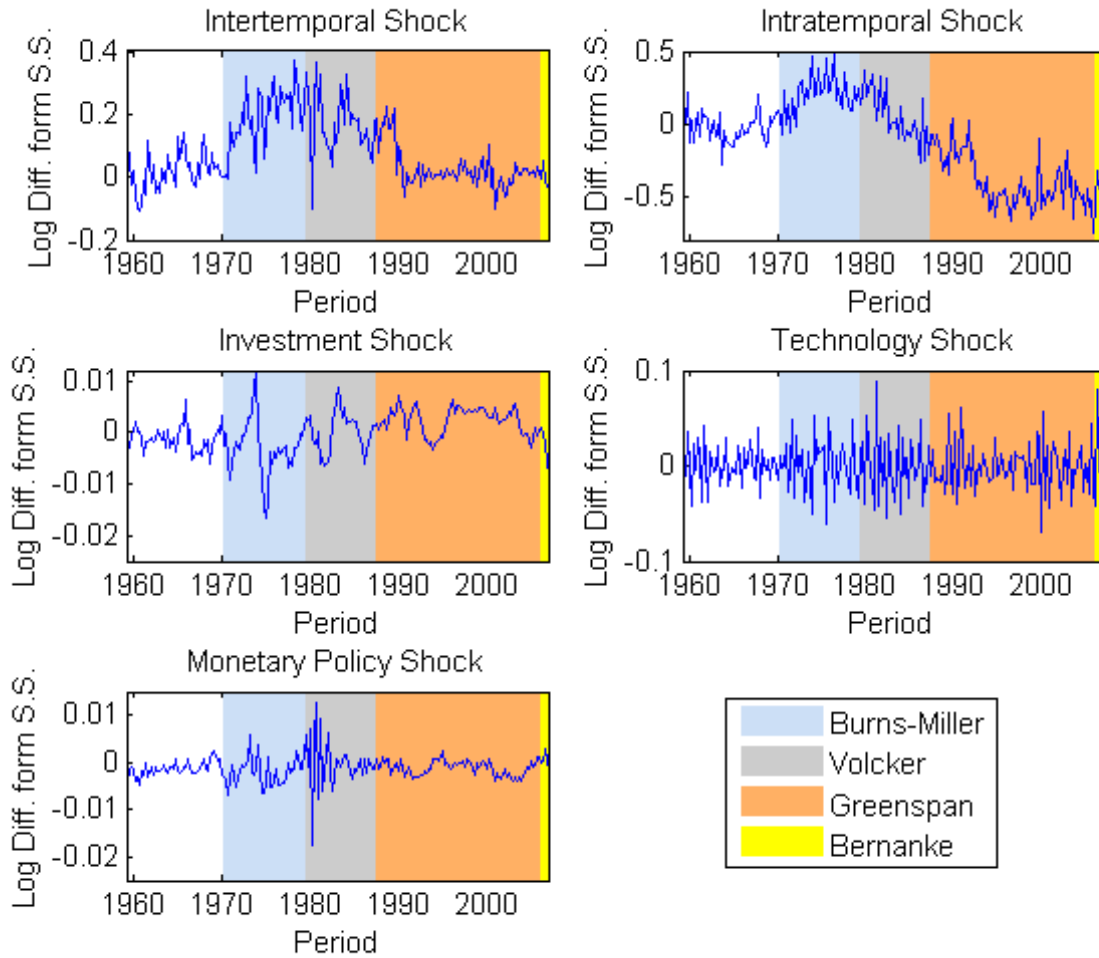 Intertemporal Shock
Log Diff. form S.S.
0.4
0.2
0
-0.2
1960 1970 1980 1990 2000
Period
Intratemporal Shock
Log Diff. form S.S.
0.5
0
-0.5
1960 1970 1980 1990 2000
Period
Investment Shock
Log Diff. form S.S.
0.01
0
-0.01
-0.02
1960 1970 1980 1990 2000
Period
Technology Shock
Log Diff. form S.S.
0.1
0
-0.1
1960 1970 1980 1990 2000
Period
Monetary Policy Shock
Log Diff. form S.S.
0.01
0
-0.01
-0.02
1960 1970 1980 1990 2000
Period
Burns-Miller
Volcker
Greenspan
Bernanke